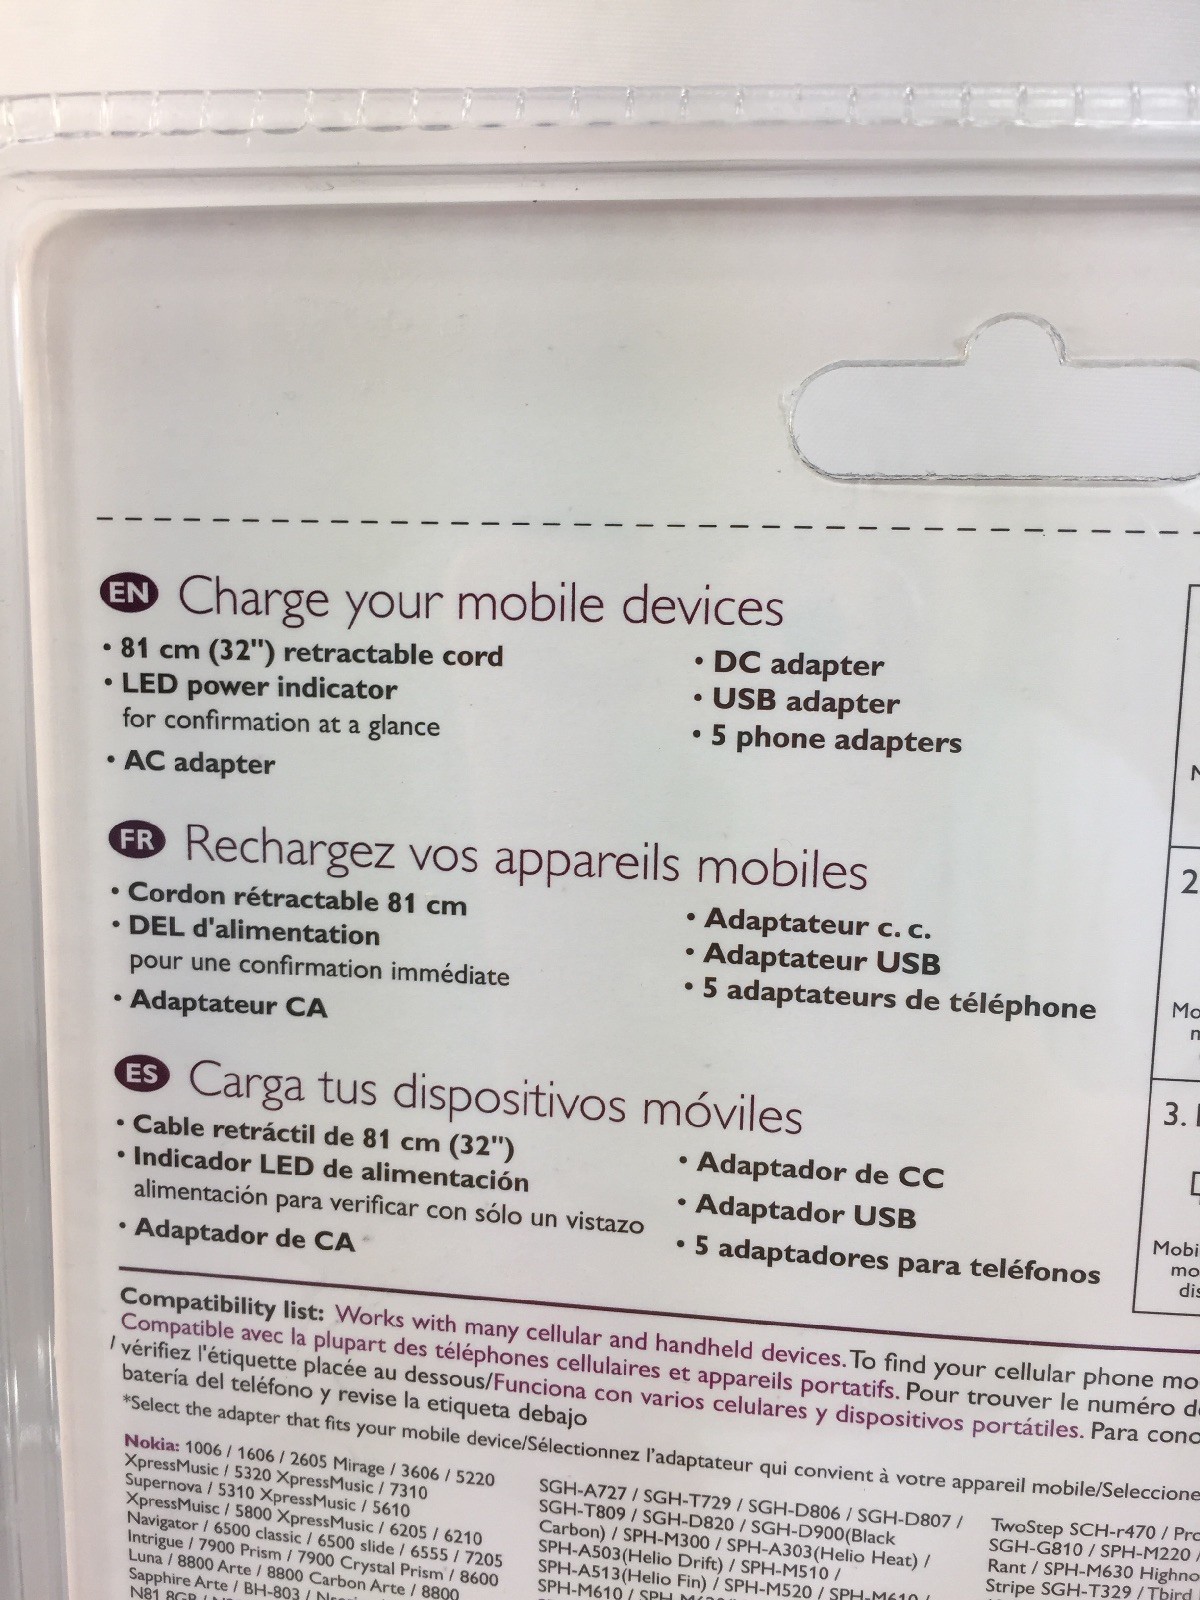 EN Charge your mobile devices
• 81 cm (32") retractable cord
• LED power indicator
for confirmation at a glance
• AC adapter
• DC adapter
• USB adapter
• 5 phone adapters
FR Rechargez vos appareils mobiles
• Cordon rétractable 81 cm
• DEL d'alimentation
pour une confirmation immédiate
• Adaptateur CA
• Adaptateur c. c.
• Adaptateur USB
• 5 adaptateurs de téléphone
ES Carga tus dispositivos móviles
• Cable retráctil de 81 cm (32")
• Indicador LED de alimentación
alimentación para verificar con sólo un vistazo
• Adaptador de CA
• Adaptador de CC
• Adaptador USB
• 5 adaptadores para teléfonos
2
3.
Compatibility list: Works with many cellular and handheld devices. To find your cellular phone mo
Compatible avec la plupart des téléphones cellulaires et appareils portatifs. Pour trouver le numéro d
/ vérifiez l'étiquette placée au dessous/Funciona con varios celulares y dispositivos portátiles. Para cono
batería del teléfono y revise la etiqueta debajo
*Select the adapter that fits your mobile device/Sélectionnez l'adaptateur qui convient à votre appareil mobile/Seleccione
Nokia: 1006 / 1606 / 2605 Mirage / 3606 / 5220
XpressMusic / 5320 XpressMusic / 7310
Supernova / 5310 XpressMusic / 5610
XpressMuisc / 5800 XpressMusic / 6205 / 6210
Navigator / 6500 classic / 6500 slide / 6555 / 7205
Intrigue / 7900 Prism / 7900 Crystal Prism / 8600
Luna / 8800 Arte / 8800 Carbon Arte / 8800
Sapphire Arte / BH-803 /
N81 8GB /
SGH-A727 / SGH-T729 / SGH-D806 / SGH-D807 /
SGH-T809 / SGH-D820 / SGH-D900(Black
Carbon) / SPH-M300 / SPH-A303(Helio Heat) /
SPH-A503(Helio Drift) / SPH-M510 /
SPH-A513(Helio Fin) / SPH-M520 / SPH-M610 /
SPH-M610 /
TwoStep SCH-r470 / Pro
SGH-G810 / SPH-M220 /
Rant / SPH-M630 Highno
Stripe SGH-T329 / Tbird